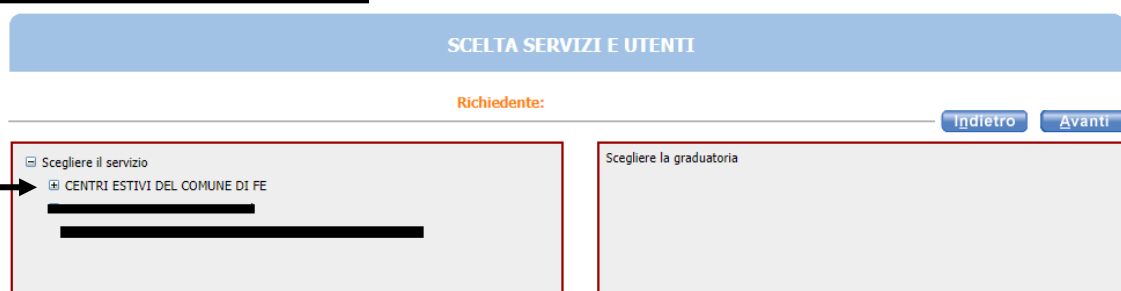 SCELTA SERVIZI E UTENTI
Richiedente:
Indietro Avanti
Scegliere il servizio
CENTRI ESTIVI DEL COMUNE DI FE
Scegliere la graduatoria